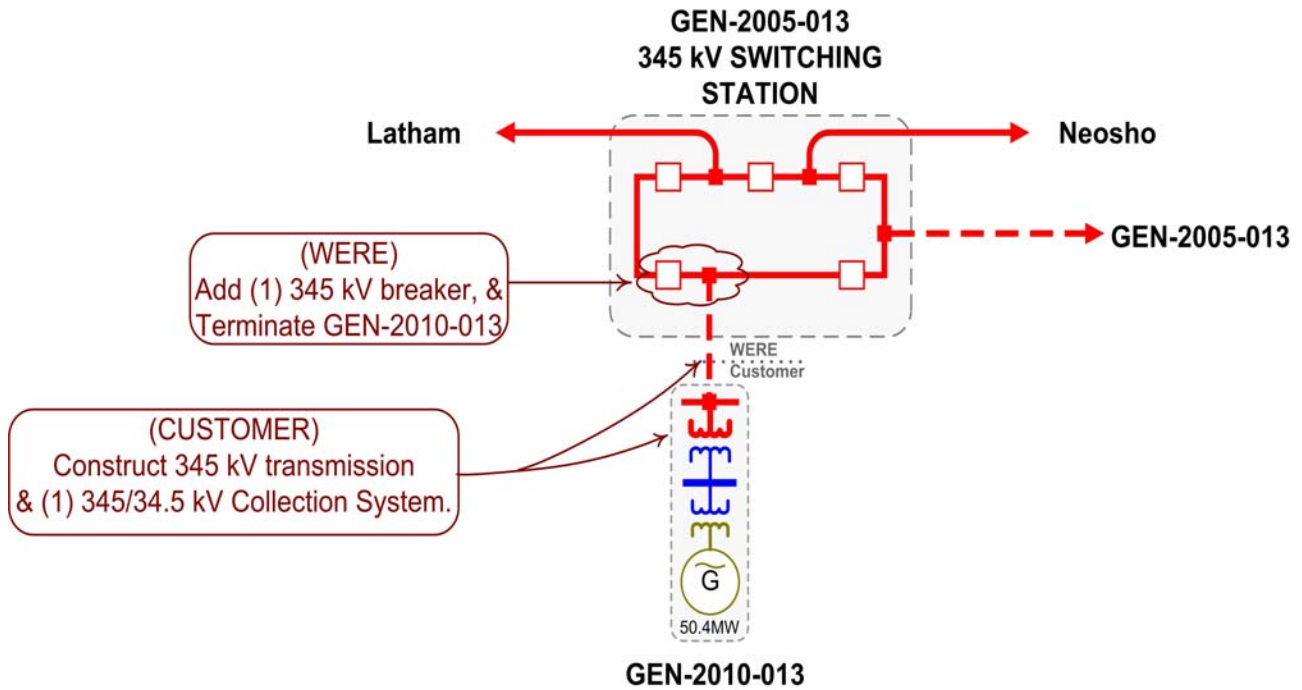 GEN-2005-013
345 kV SWITCHING
STATION
Latham
Neosho
GEN-2005-013
(WERE)
Add (1) 345 kV breaker, &
Terminate GEN-2010-013
WERE
Customer
(CUSTOMER)
Construct 345 kV transmission
& (1) 345/34.5 kV Collection System.
G
50.4MW
GEN-2010-013